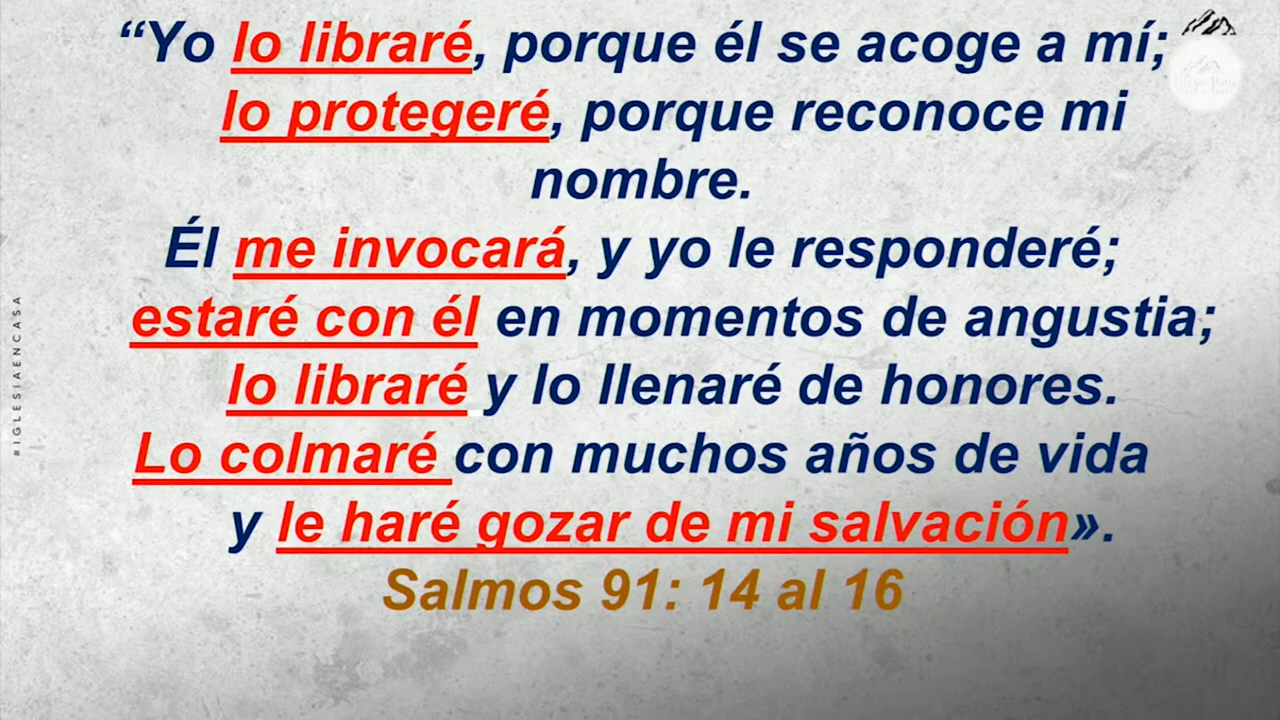 “Yo lo libraré, porque él se acoge a mí;
lo protegeré, porque reconoce mi
nombre.
Él me invocará, y yo le responderé;
estaré con él en momentos de angustia;
lo libraré y lo llenaré de honores.
Lo colmaré con muchos años de vida
y le haré gozar de mi salvación».
Salmos 91: 14 al 16
#IGLESIAENCASA